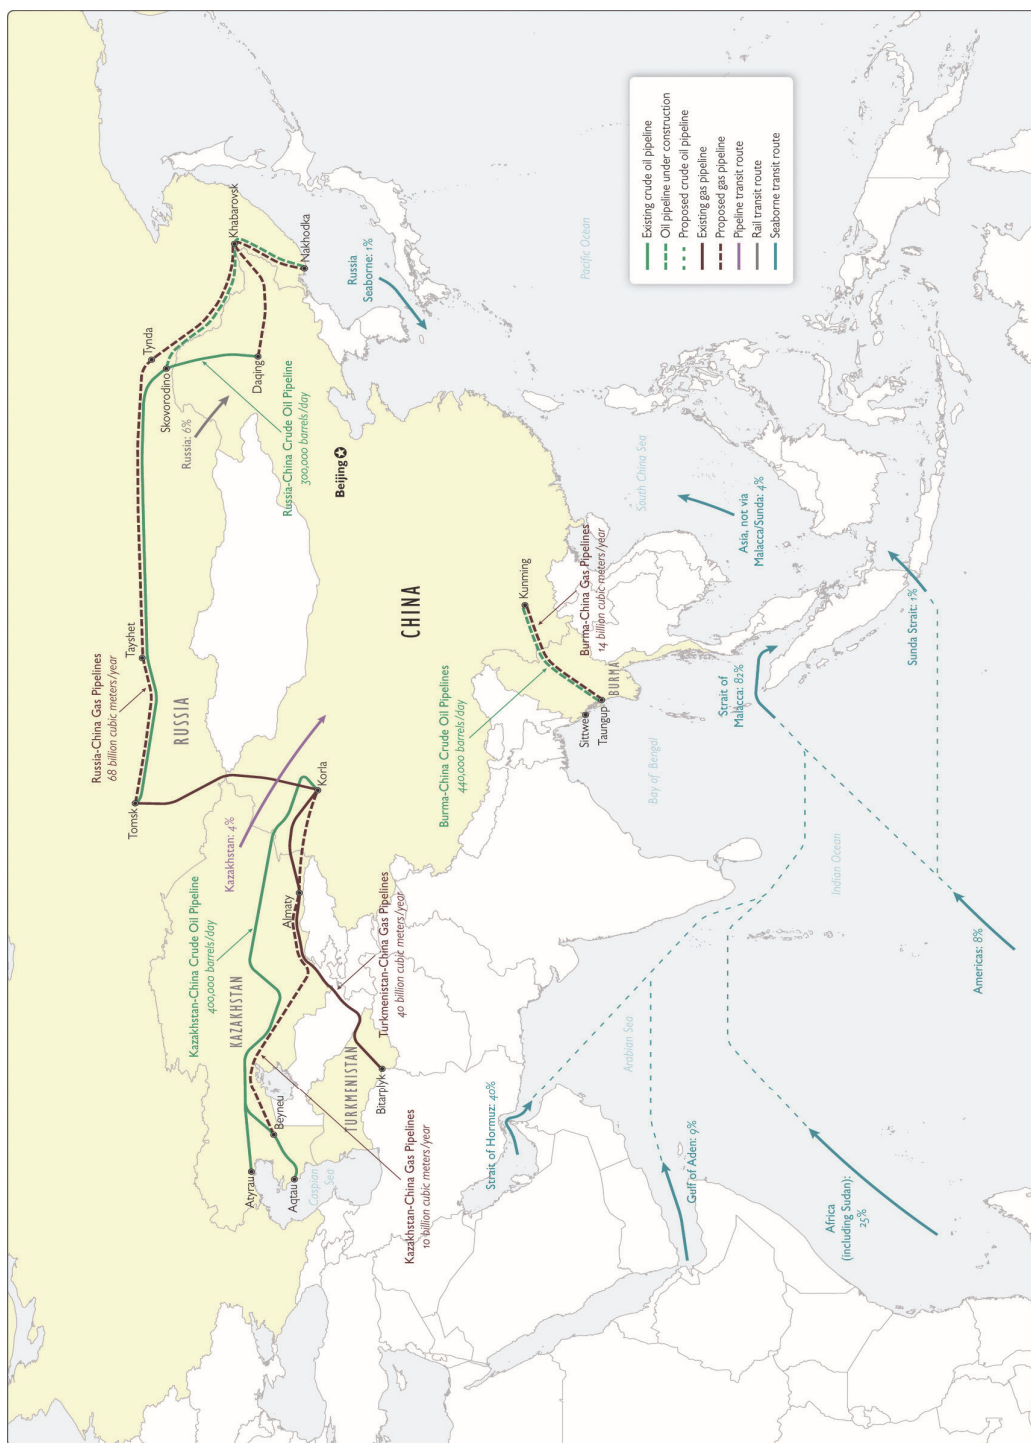 Russia-China Gas Pipelines
68 billion cubic meters/year
Tomsk
Tayshet
Tynda
Skovorodino
Khabarovsk
Nakhodka
Daqing
RUSSIA
Russia: 6%
Russia-China Crude Oil Pipeline
300,000 barrels/day
Russia
Seaborne: 1%
Beijing
CHINA
Kazakhstan: 4%
Korla
Almaty
Kazakhstan-China Crude Oil Pipeline
400,000 barrels/day
KAZAKHSTAN
Atyrau
Aqtau
Beyneu
Caspian
Sea
TURKMENISTAN
Bitarplyk
Turkmenistan-China Gas Pipelines
40 billion cubic meters/year
Kazakhstan-China Gas Pipelines
10 billion cubic meters/year
Burma-China Crude Oil Pipelines
440,000 barrels/day
Kunming
Burma-China Gas Pipelines
14 billion cubic meters/year
Sittwe
Taungup
BURMA
Bay of Bengal
South China Sea
Pacific Ocean
Indian Ocean
Arabian Sea
Strait of Hormuz: 40%
Gulf of Aden: 9%
Africa
(including Sudan):
25%
Americas: 8%
Strait of
Malacca: 82%
Sunda Strait: 1%
Asia, not via
Malacca/Sunda: 4%
Existing crude oil pipeline
Oil pipeline under construction
Proposed crude oil pipeline
Existing gas pipeline
Proposed gas pipeline
Pipeline transit route
Rail transit route
Seaborne transit route